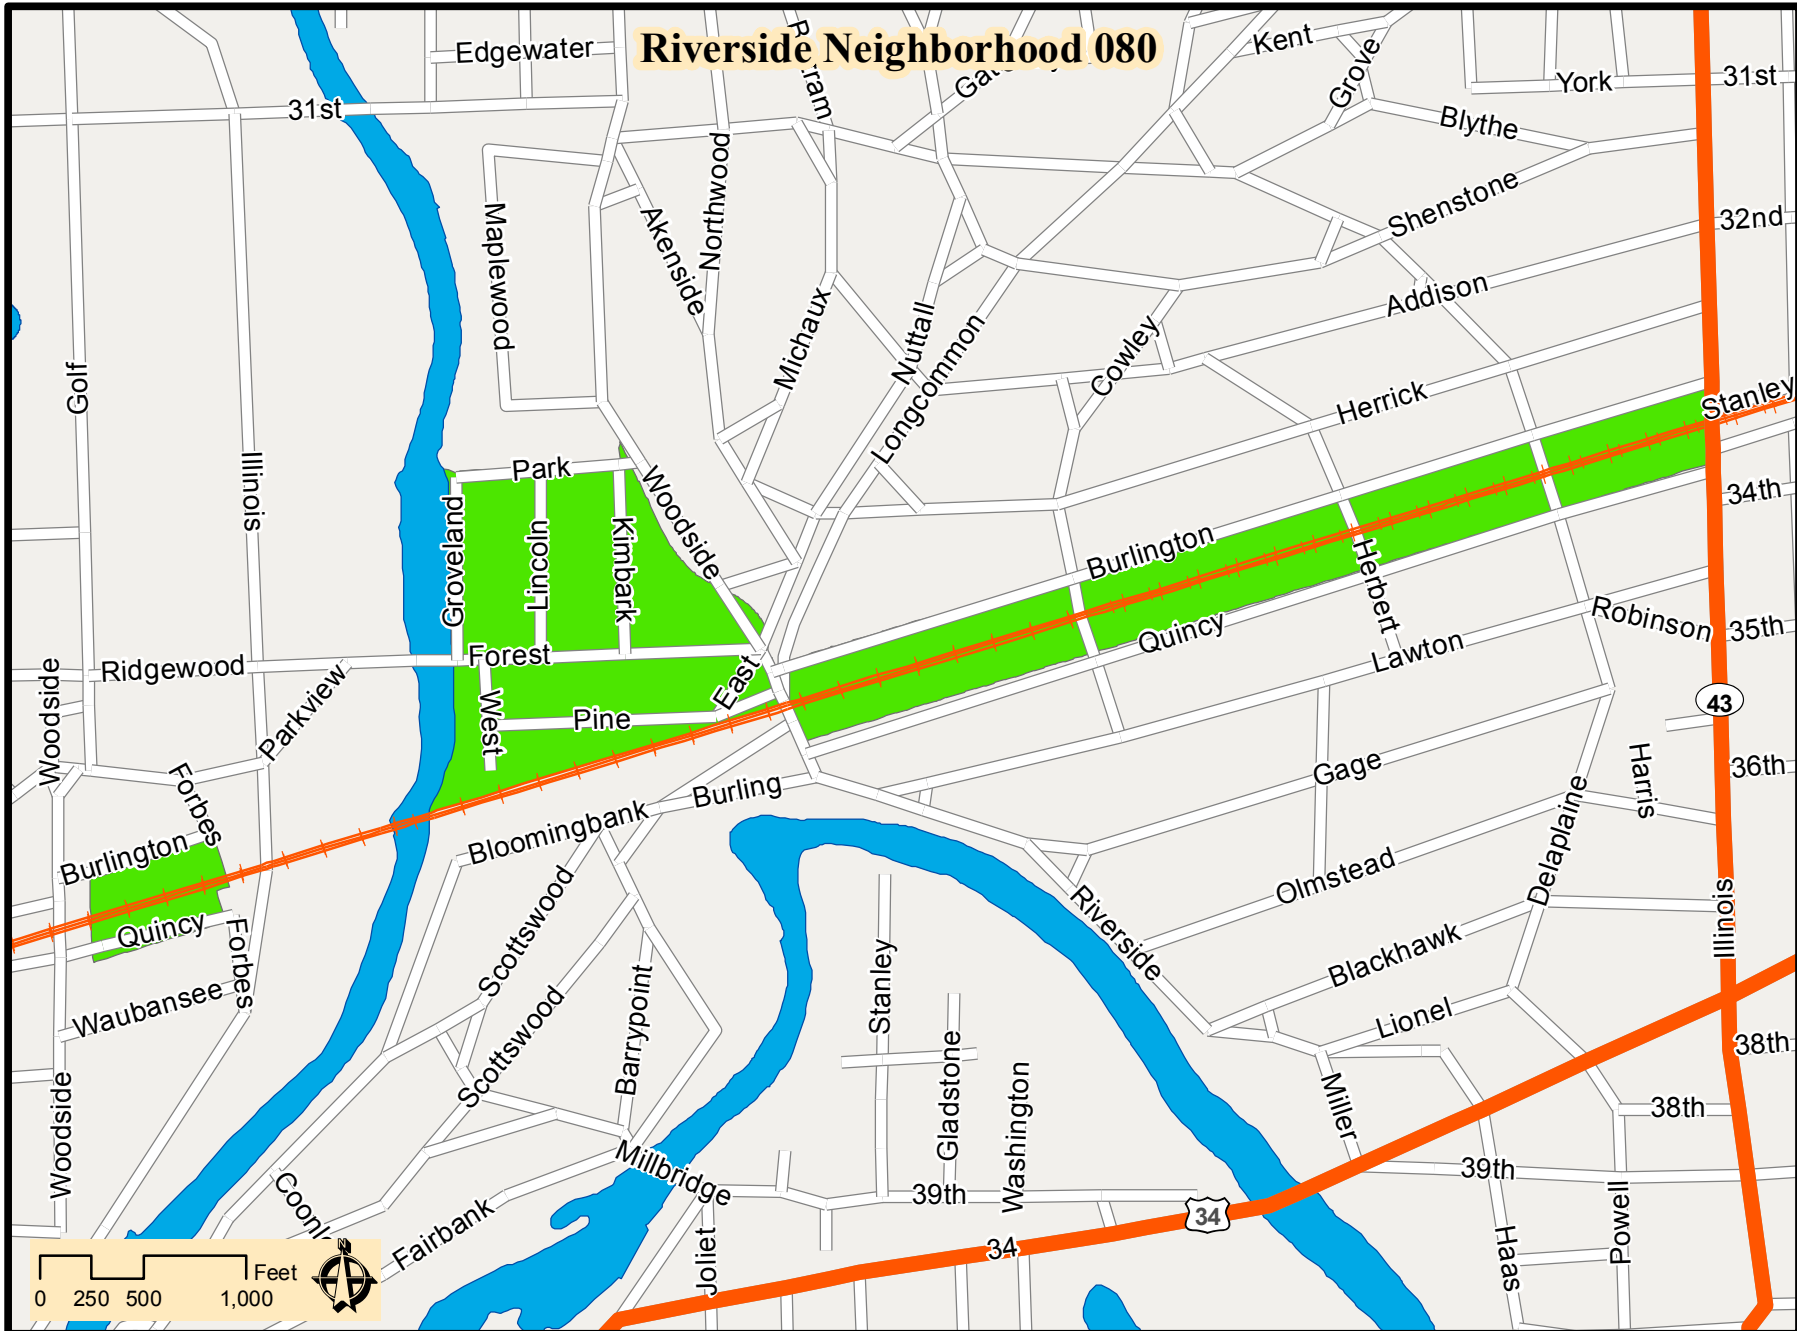 Riverside Neighborhood 080
Edgewater
Kent
Grove
York
31st
31st
Blythe
Northwood
Maplewood
Akenside
Shenstone
32nd
Michaux
Nuttall
Longcommon
Addison
Cowley
Golf
Herrick
Stanley
Illinois
Park
Woodside
34th
Groveland
Lincoln
Kimbark
Burlington
Herbert
Quincy
Robinson
35th
Lawton
Ridgewood
Forest
East
Woodside
Parkview
West
Pine
43
Forbes
Gage
Harris
36th
Burling
Bloomingbank
Burlington
Delaplaine
Olmstead
Scottswood
Riverside
Illinois
Quincy
Forbes
Stanley
Blackhawk
Waubansee
Scottswood
Barrypoint
Lionel
Gladstone
38th
Woodside
Washington
Miller
38th
Millbridge
39th
39th
Fairbank
Joliet
34
34
Haas
Powell
N
Feet
0 250 500 1,000